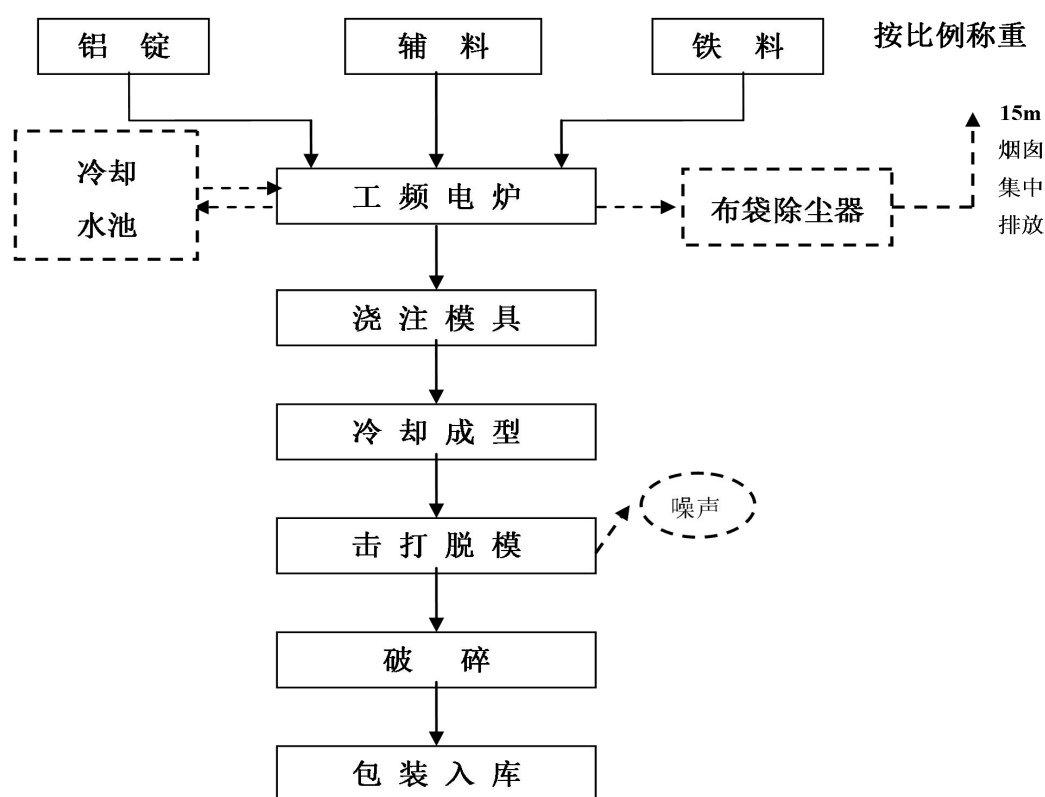 铝 锭
辅 料
铁 料
按比例称重
冷却
水池
工 频 电 炉
布袋除尘器
15m
烟囱
集中
排放
浇 注 模 具
冷 却 成 型
击 打 脱 模
噪声
破 碎
包 装 入 库